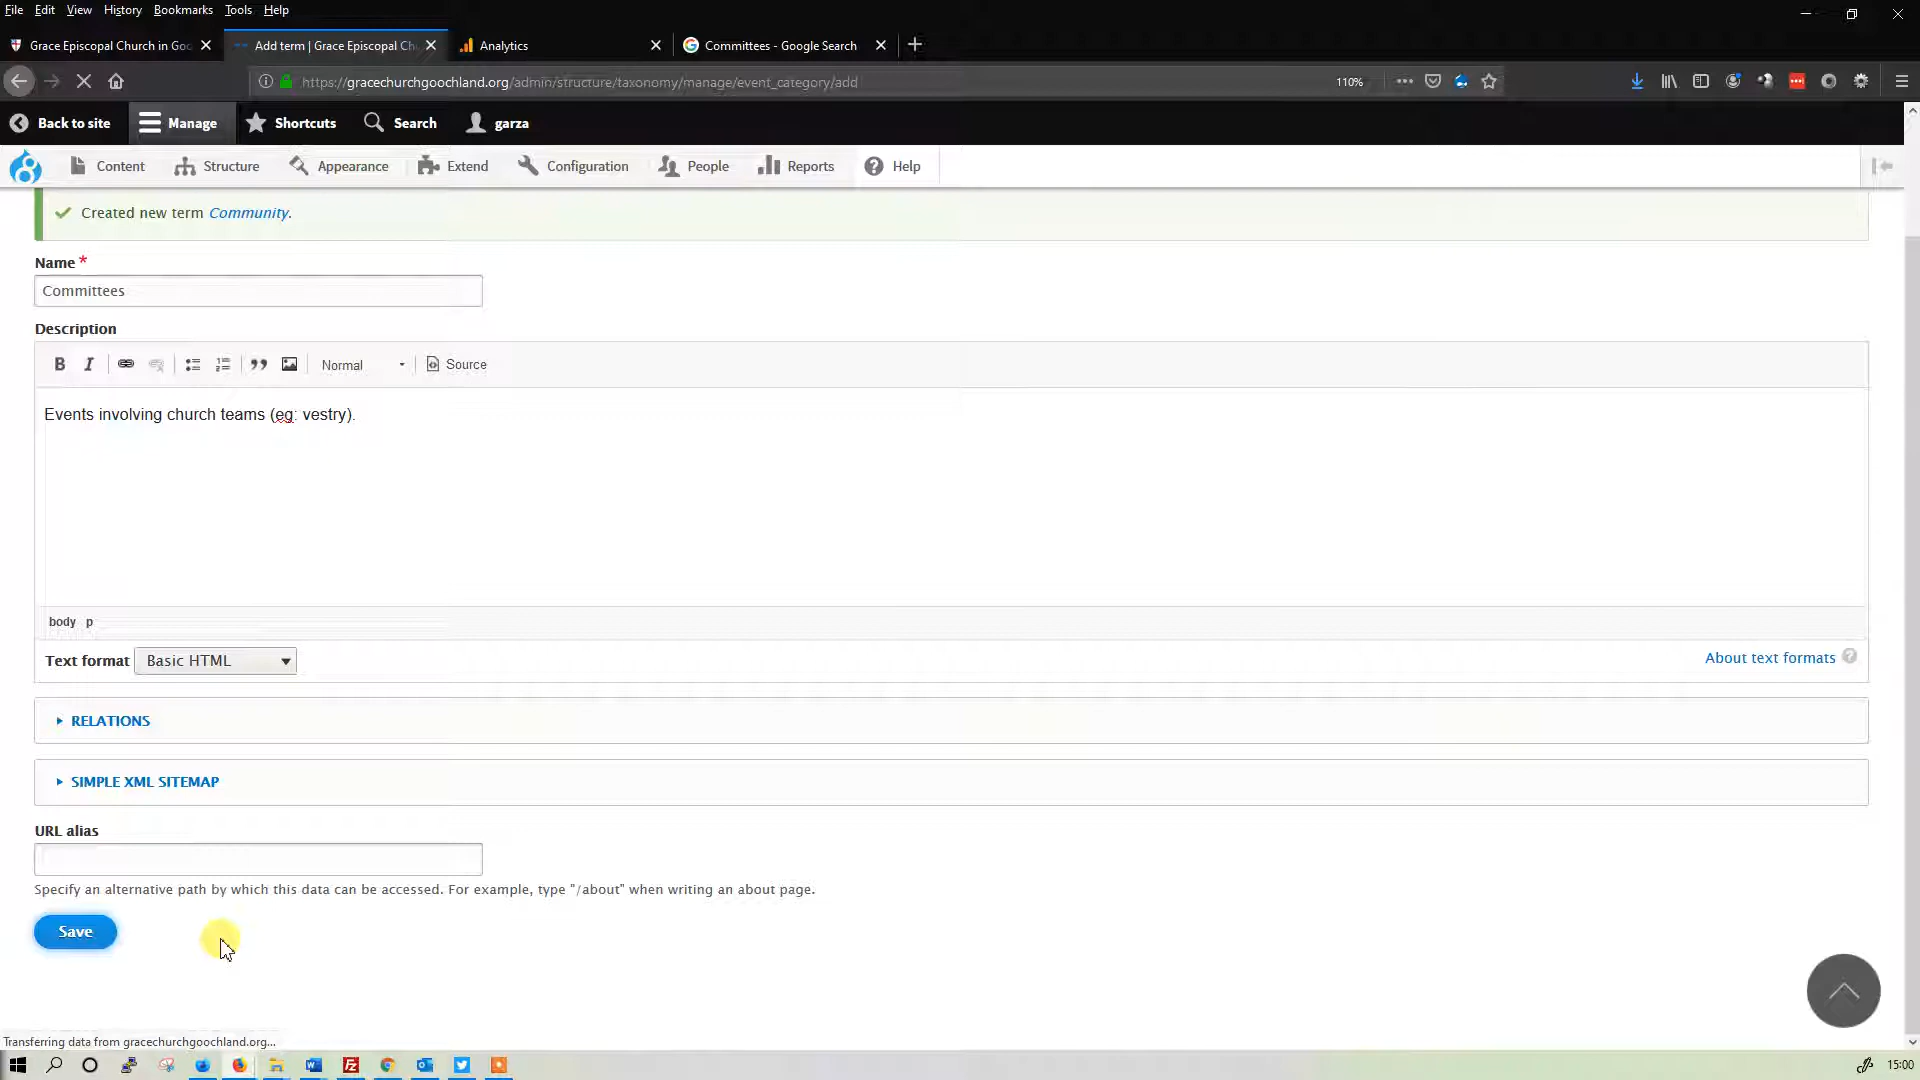 File Edit View History Bookmarks Tools Help
Grace Episcopal Church in Goo
Add term | Grace Episcopal Ch
Analytics
Committees - Google Search
https://gracechurchgoochland.org/admin/structure/taxonomy/manage/event_category/add
110%
Back to site Manage Shortcuts Search garza
Content Structure Appearance Extend Configuration People Reports Help
Created new term Community.
Name *
Committees
Description
B I Normal Source
Events involving church teams (eg: vestry).
body p
Text format Basic HTML
About text formats ?
RELATIONS
SIMPLE XML SITEMAP
URL alias
Specify an alternative path by which this data can be accessed. For example, type "/about" when writing an about page.
Save
Transferring data from gracechurchgoochland.org...
15:00